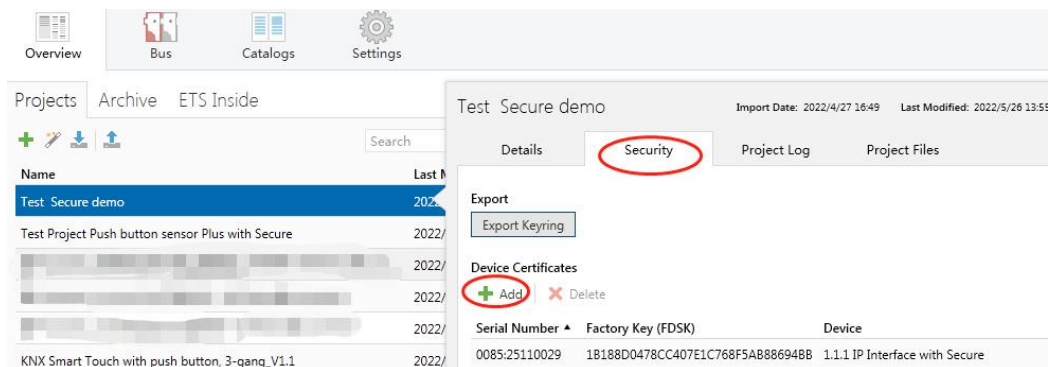 Overview Bus Catalogs Settings
Projects Archive ETS Inside
Search
Name Last
Test Secure demo 202
Test Project Push button sensor Plus with Secure 2022/
2022/
2022/
2022/
KNX Smart Touch with push button, 3-gang_V1.1 2022/
Test Secure demo Import Date: 2022/4/27 16:49 Last Modified: 2022/5/26 13:55
Details Security Project Log Project Files
Export
Export Keyring
Device Certificates
Add Delete
Serial Number Factory Key (FDSK) Device
0085:25110029 1B188D0478CC407E1C768F5AB88694BB 1.1.1 IP Interface with Secure